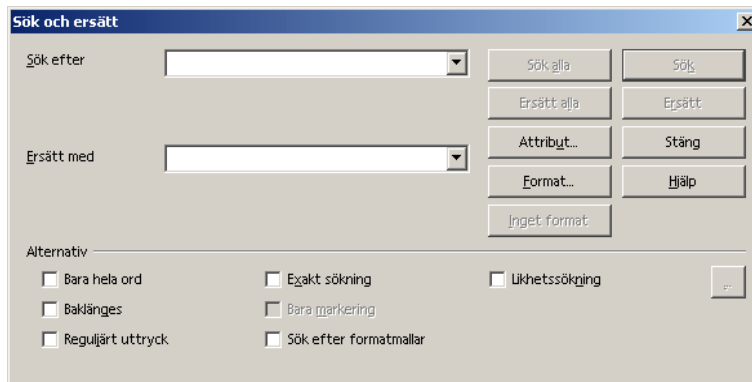 Sök och ersätt
Sök efter
Sök alla
Sök
Ersätt alla
Ersätt
Ersätt med
Attribut...
Stäng
Format...
Hjälp
Inget format
Alternativ
Bara hela ord
Exakt sökning
Likhetssökning
...
Baklänges
Bara markering
Reguljärt uttryck
Sök efter formatmallar